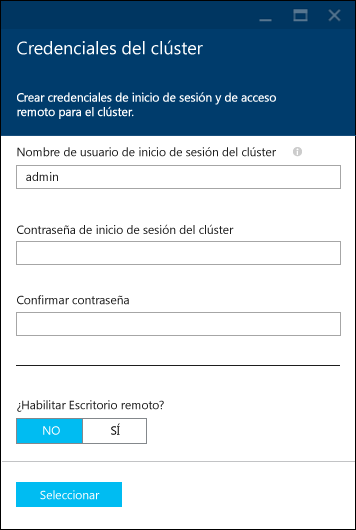 Credenciales del clúster
Crear credenciales de inicio de sesión y de acceso
remoto para el clúster.
Nombre de usuario de inicio de sesión del clúster
admin
Contraseña de inicio de sesión del clúster
Confirmar contraseña
¿Habilitar Escritorio remoto?
NO SÍ
Seleccionar